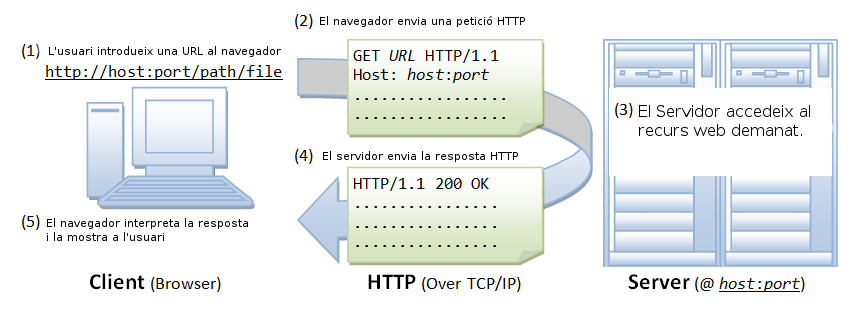 (1) L'usuari introdueix una URL al navegador
http://host:port/path/file
(2) El navegador envia una petició HTTP
GET URL HTTP/1.1
Host: host:port
................
................
(3) El Servidor accedeix al
recurs web demanat.
(4) El servidor envia la resposta HTTP
HTTP/1.1 200 OK
...............
...............
...............
(5) El navegador interpreta la resposta
i la mostra a l'usuari
Client (Browser)
HTTP (Over TCP/IP)
Server (@ host:port)